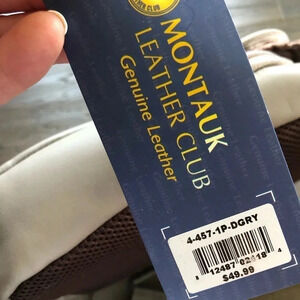 MONTAUK
LEATHER CLUB
Genuine Leather
4-457-1P-DGRY
$49.99